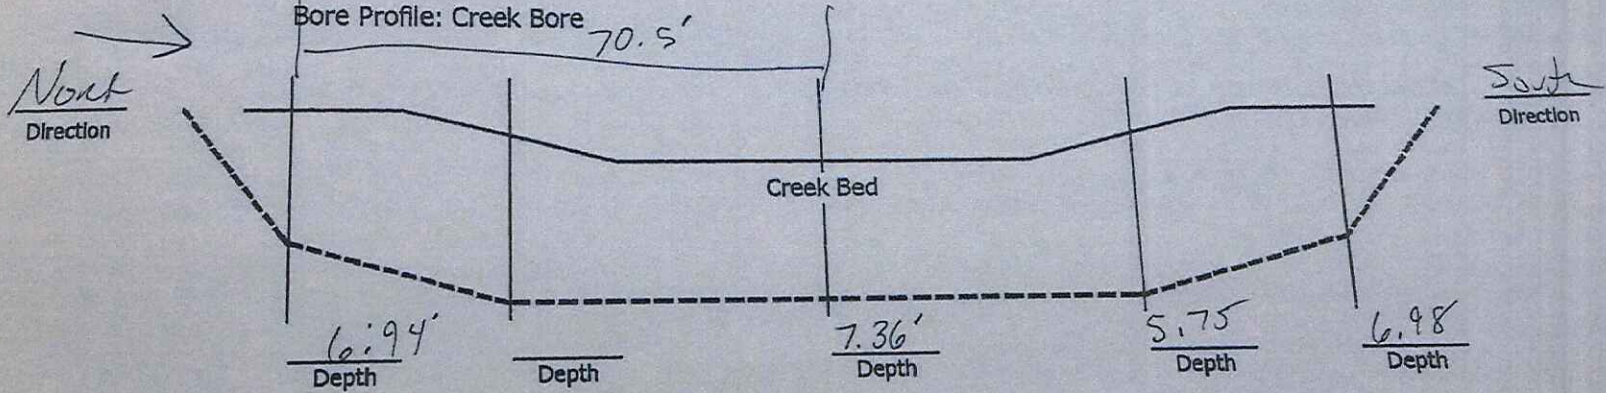 Bore Profile: Creek Bore
70.5'
North
Direction
South
Direction
Creek Bed
6.94'
Depth
Depth
7.36'
Depth
5.75
Depth
6.98
Depth